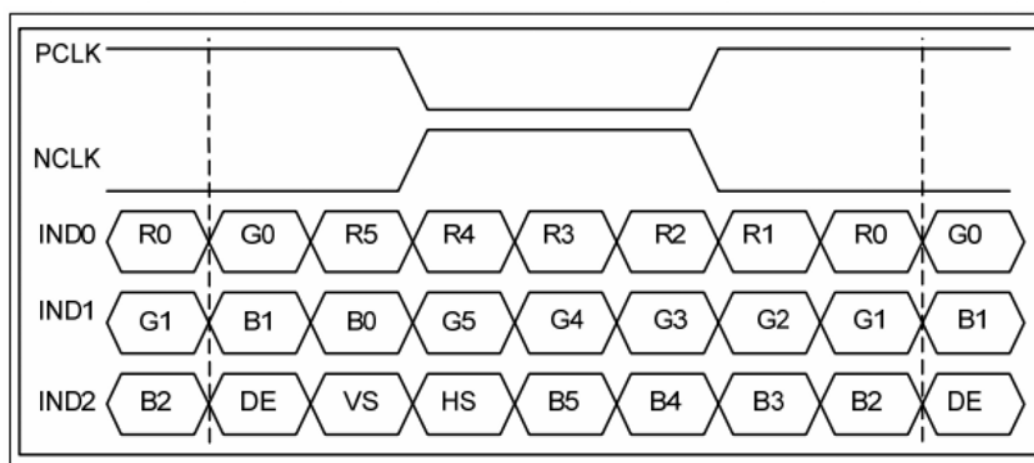 PCLK
NCLK
IND0 R0 G0 R5 R4 R3 R2 R1 R0 G0
IND1 G1 B1 B0 G5 G4 G3 G2 G1 B1
IND2 B2 DE VS HS B5 B4 B3 B2 DE